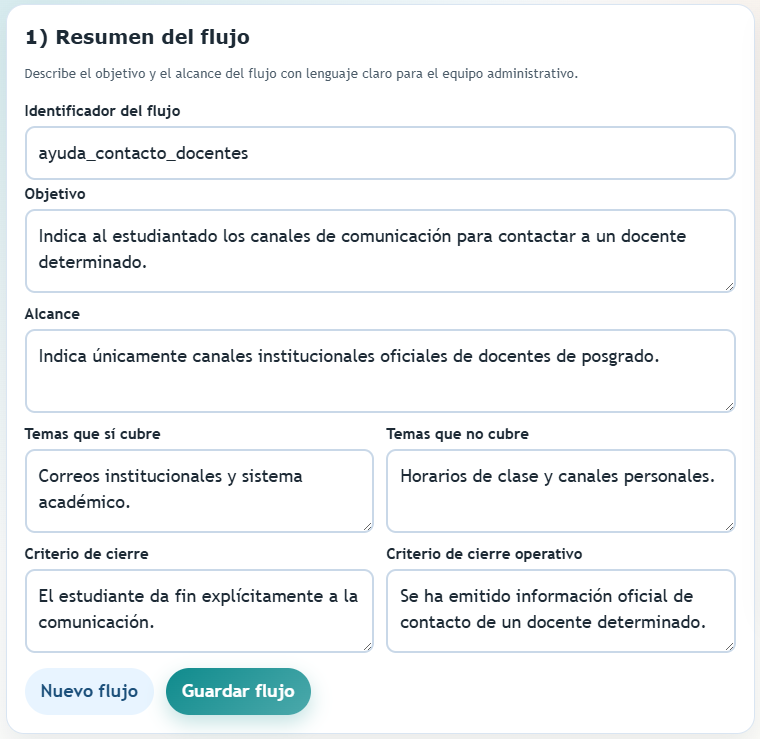 1) Resumen del flujo
Describe el objetivo y el alcance del flujo con lenguaje claro para el equipo administrativo.
Identificador del flujo
ayuda_contacto_docentes
Objetivo
Indica al estudiantado los canales de comunicación para contactar a un docente
determinado.
Alcance
Indica únicamente canales institucionales oficiales de docentes de posgrado.
Temas que sí cubre
Correos institucionales y sistema
académico.
Temas que no cubre
Horarios de clase y canales personales.
Criterio de cierre
El estudiante da fin explícitamente a la
comunicación.
Criterio de cierre operativo
Se ha emitido información oficial de
contacto de un docente determinado.
Nuevo flujo
Guardar flujo